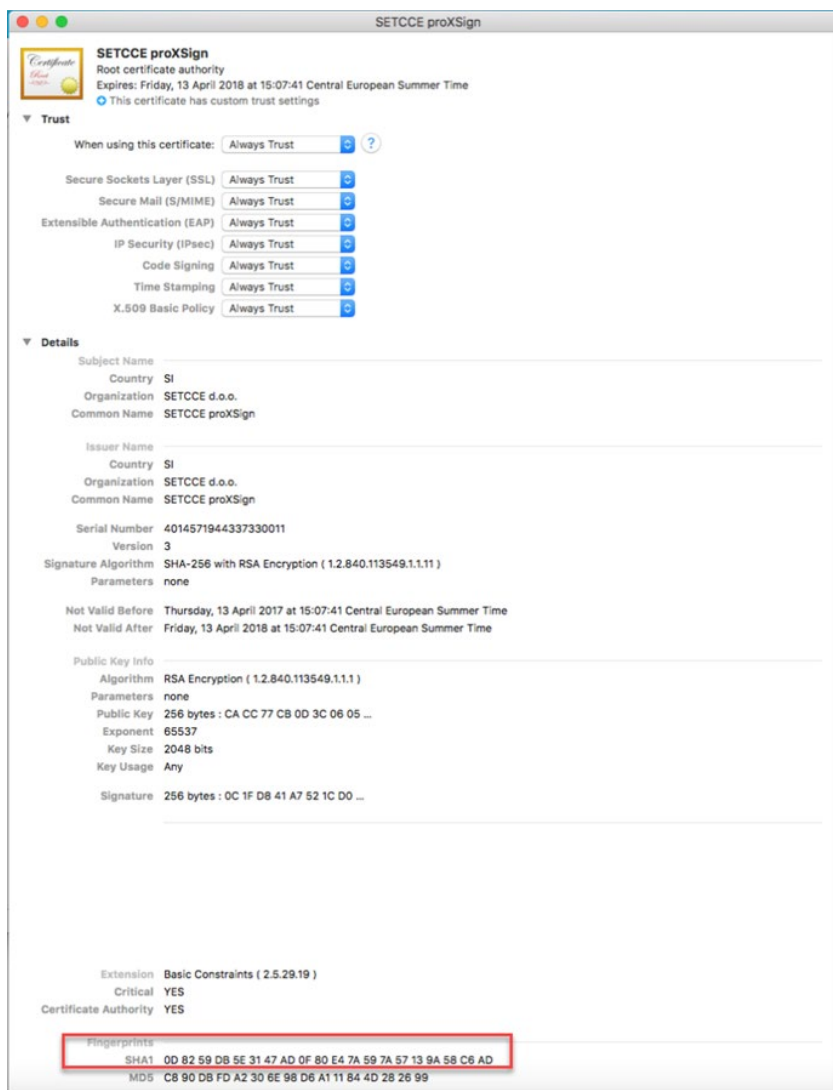 SETCCE proXSign
Certificate
Root
SETCCE proXSign
Root certificate authority
Expires: Friday, 13 April 2018 at 15:07:41 Central European Summer Time
This certificate has custom trust settings
Trust
When using this certificate: Always Trust ?
Secure Sockets Layer (SSL) Always Trust
Secure Mail (S/MIME) Always Trust
Extensible Authentication (EAP) Always Trust
IP Security (IPsec) Always Trust
Code Signing Always Trust
Time Stamping Always Trust
X.509 Basic Policy Always Trust
Details
Subject Name
Country SI
Organization SETCCE d.o.o.
Common Name SETCCE proXSign
Issuer Name
Country SI
Organization SETCCE d.o.o.
Common Name SETCCE proXSign
Serial Number 4014571944337330011
Version 3
Signature Algorithm SHA-256 with RSA Encryption ( 1.2.840.113549.1.1.11 )
Parameters none
Not Valid Before Thursday, 13 April 2017 at 15:07:41 Central European Summer Time
Not Valid After Friday, 13 April 2018 at 15:07:41 Central European Summer Time
Public Key Info
Algorithm RSA Encryption ( 1.2.840.113549.1.1.1 )
Parameters none
Public Key 256 bytes : CA CC 77 CB 0D 3C 06 05 ...
Exponent 65537
Key Size 2048 bits
Key Usage Any
Signature 256 bytes : 0C 1F D8 41 A7 52 1C D0 ...
Extension Basic Constraints ( 2.5.29.19 )
Critical YES
Certificate Authority YES
Fingerprints
SHA1 0D 82 59 DB 5E 31 47 AD 0F 80 E4 7A 59 7A 57 13 9A 58 C6 AD
MD5 C8 90 DB FD A2 30 6E 98 D6 A1 11 84 4D 28 26 99